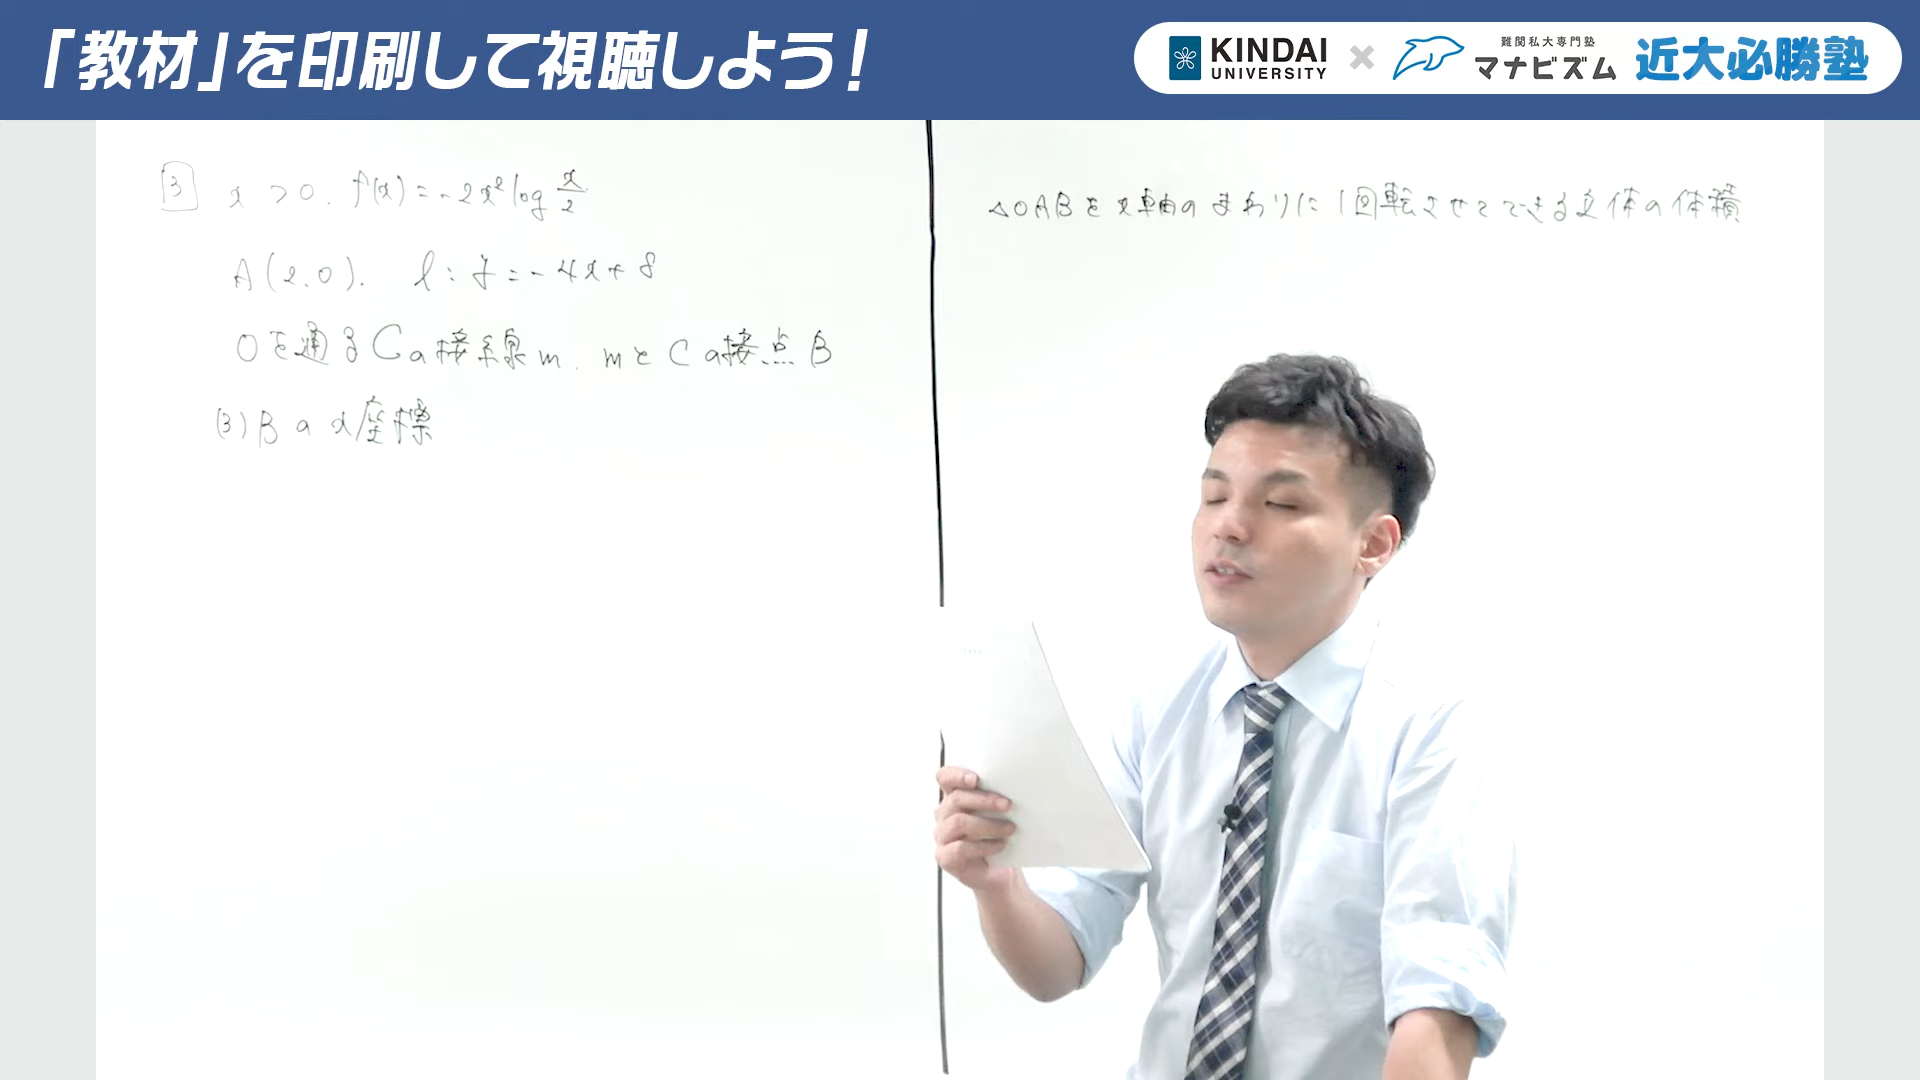 「教材」を印刷して視聴しよう!
KINDAI UNIVERSITY × 難関私大専門塾 マナビズム 近大必勝塾
3 x>0. f(x)=-2x²log x/2
A(2.0). l:y=-4x+8
Oを通るCの接線m. mとCの接点B
(3)Bのx座標
△OABをx軸のまわりに1回転させてできる立体の体積